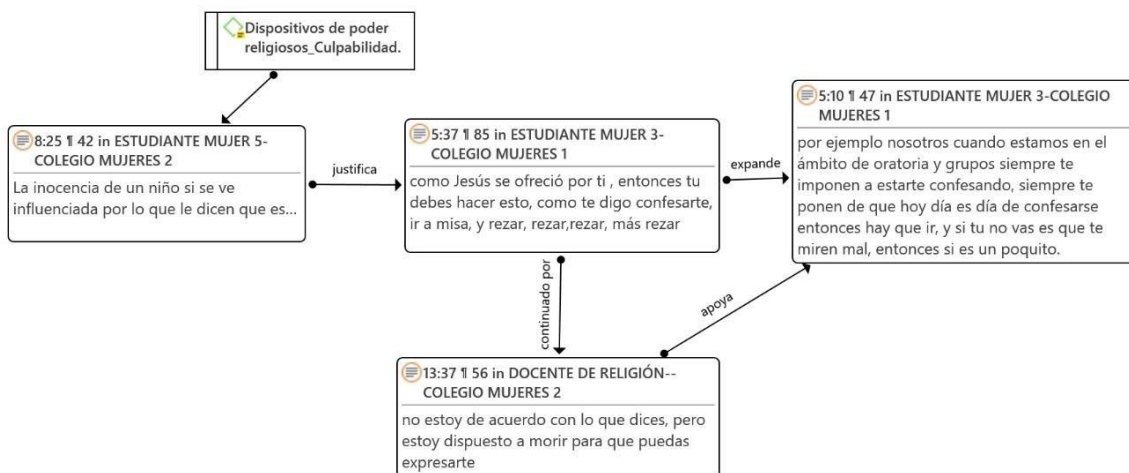 Dispositivos de poder
religiosos_Culpabilidad.
8:25 ¶ 42 in ESTUDIANTE MUJER 5-
COLEGIO MUJERES 2
La inocencia de un niño si se ve
influenciada por lo que le dicen que es...
justifica
5:37 ¶ 85 in ESTUDIANTE MUJER 3-
COLEGIO MUJERES 1
como Jesús se ofreció por ti , entonces tu
debes hacer esto, como te digo confesarte,
ir a misa, y rezar, rezar,rezar, más rezar
expande
5:10 ¶ 47 in ESTUDIANTE MUJER 3-COLEGIO
MUJERES 1
por ejemplo nosotros cuando estamos en el
ámbito de oratoria y grupos siempre te
imponen a estarte confesando, siempre te
ponen de que hoy día es día de confesarse
entonces hay que ir, y si tu no vas es que te
miren mal, entonces si es un poquito.
continuado por
apoya
13:37 ¶ 56 in DOCENTE DE RELIGIÓN--
COLEGIO MUJERES 2
no estoy de acuerdo con lo que dices, pero
estoy dispuesto a morir para que puedas
expresarte